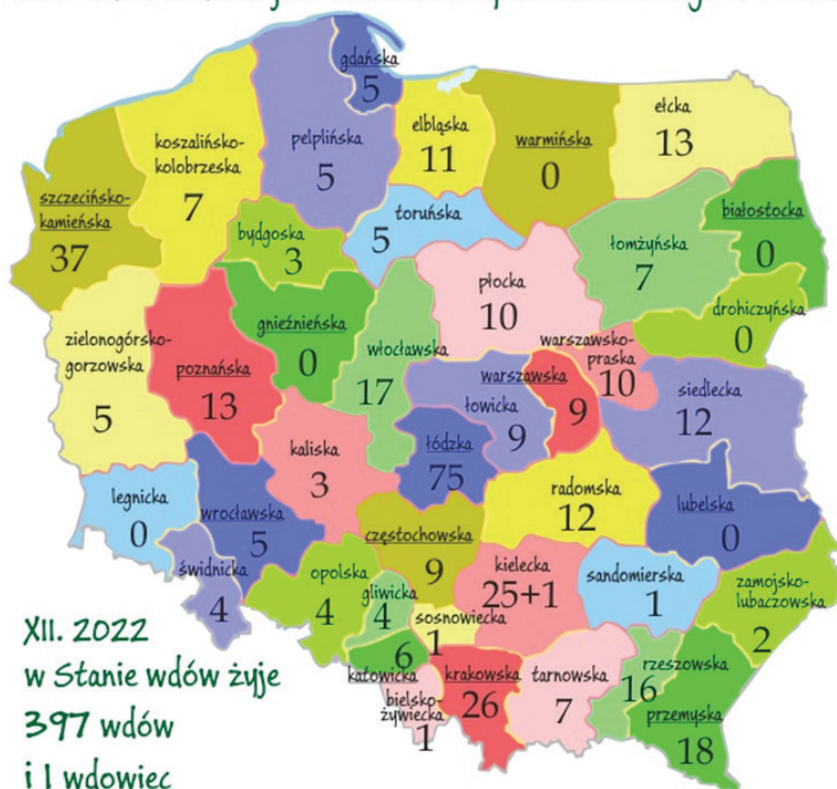 gdańska
5
koszalińsko-
kołobrzeska
7
pelplińska
5
elbląska
11
warmińska
0
ełcka
13
szczecińsko-
kamieńska
37
bydgoska
3
toruńska
5
łomżyńska
7
białostocka
0
płocka
10
drohiczyńska
0
zielonogórsko-
gorzowska
5
poznańska
13
gnieźnieńska
0
włocławska
17
warszawsko-
praska
10
warszawska
9
łowicka
9
siedlecka
12
kaliska
3
łódzka
75
legnicka
0
wrocławska
5
radomska
12
lubelska
0
częstochowska
9
świdnicka
4
opolska
4
gliwicka
4
kielecka
25+1
sandomierska
1
zamojsko-
lubaczowska
2
sosnowiecka
1
katowicka
6
krakowska
26
tarnowska
7
rzeszowska
16
bielsko-
żywiecka
1
przemyska
18
XII. 2022
w Stanie wdów żyje
397 wdów
i 1 wdowiec